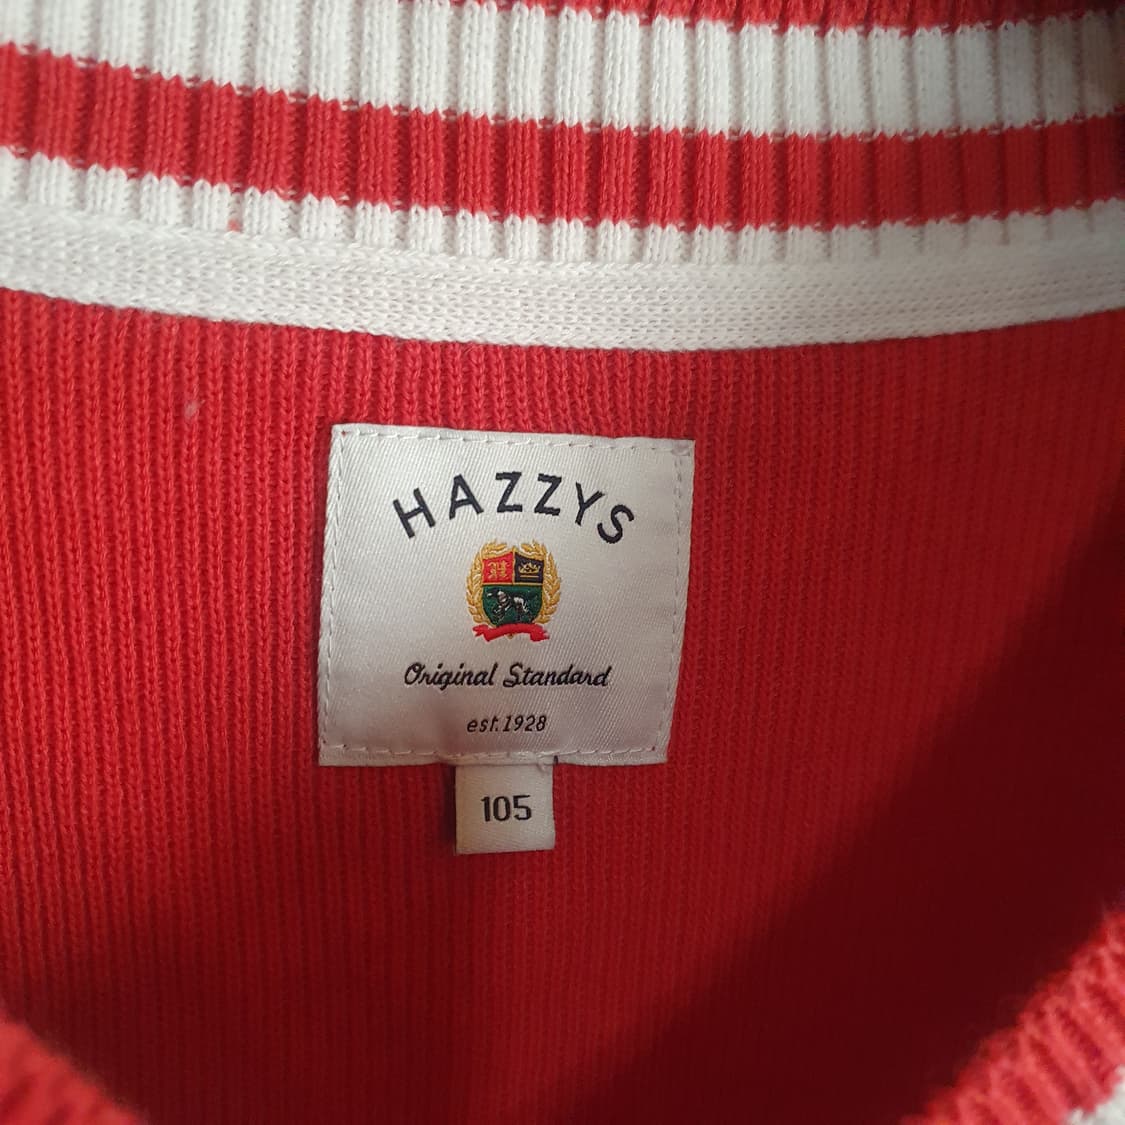 HAZZYS
Original Standard
est.1928
105